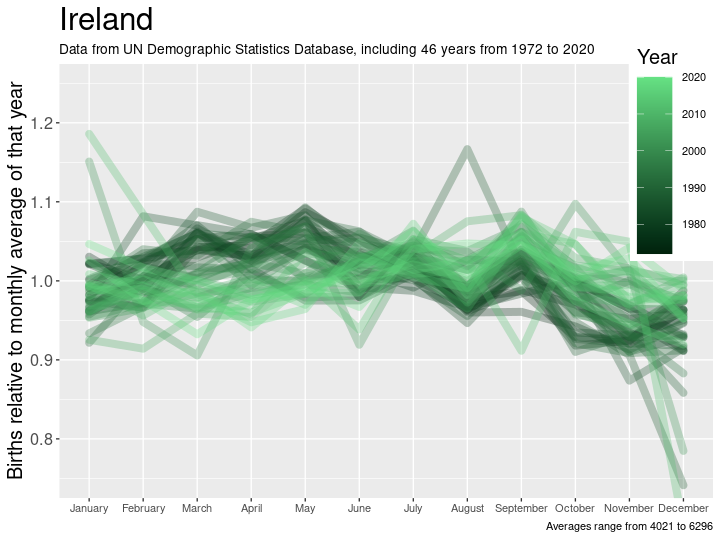 Ireland
Data from UN Demographic Statistics Database, including 46 years from 1972 to 2020
Year
2020
2010
2000
1990
1980
Births relative to monthly average of that year
1.2
1.1
1.0
0.9
0.8
January February March April May June July August September October November December
Averages range from 4021 to 6296